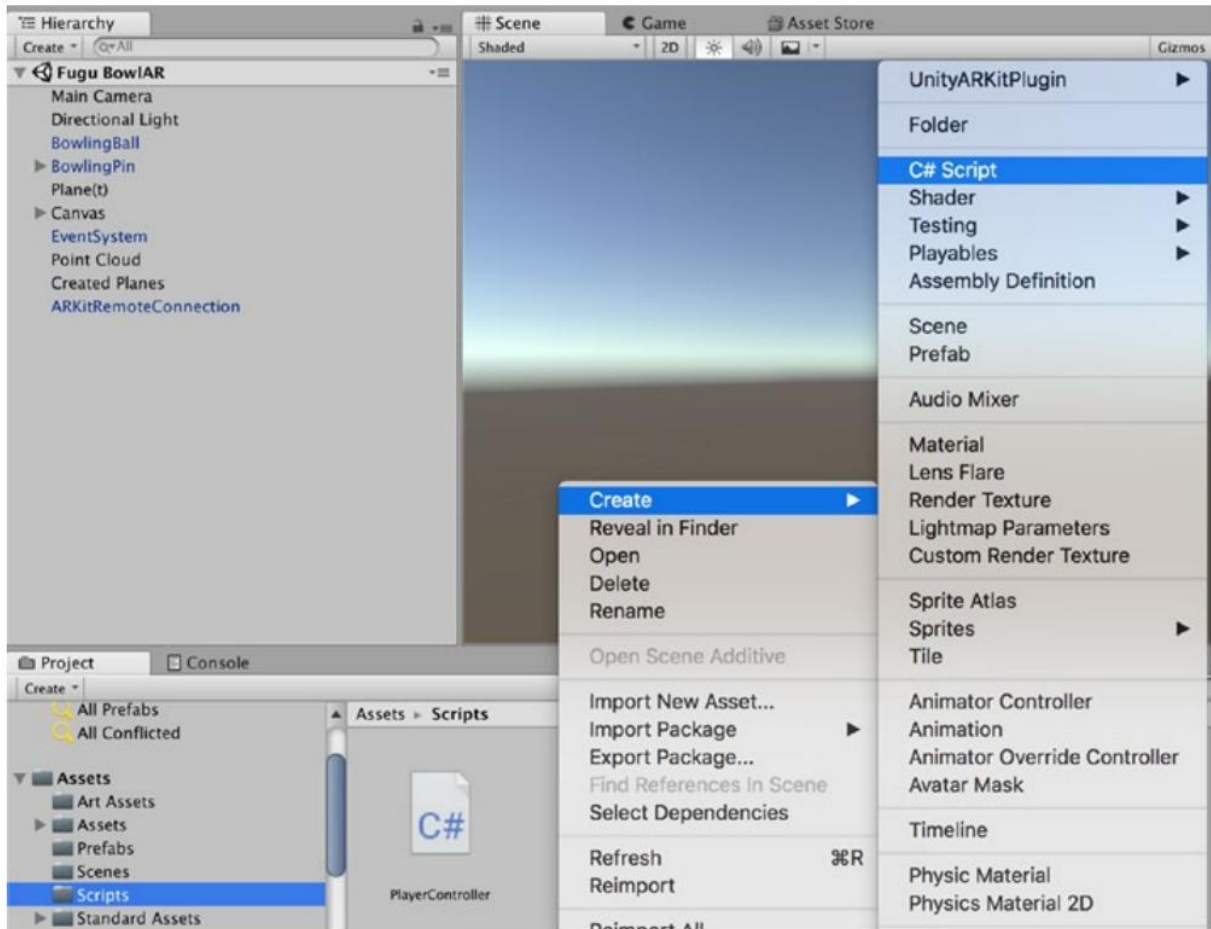 Hierarchy
Create
All
Fugu BowlAR
Main Camera
Directional Light
BowlingBall
BowlingPin
Plane(t)
Canvas
EventSystem
Point Cloud
Created Planes
ARKitRemoteConnection
Scene
Game
Asset Store
Shaded
2D
Gizmos
Create
Reveal in Finder
Open
Delete
Rename
Open Scene Additive
Import New Asset...
Import Package
Export Package...
Find References In Scene
Select Dependencies
Refresh ⌘R
Reimport
Reimport All
UnityARKitPlugin
Folder
C# Script
Shader
Testing
Playables
Assembly Definition
Scene
Prefab
Audio Mixer
Material
Lens Flare
Render Texture
Lightmap Parameters
Custom Render Texture
Sprite Atlas
Sprites
Tile
Animator Controller
Animation
Animator Override Controller
Avatar Mask
Timeline
Physic Material
Physics Material 2D
Project
Console
Create
All Prefabs
All Conflicted
Assets
Art Assets
Assets
Prefabs
Scenes
Scripts
Standard Assets
Assets ▸ Scripts
C#
PlayerController